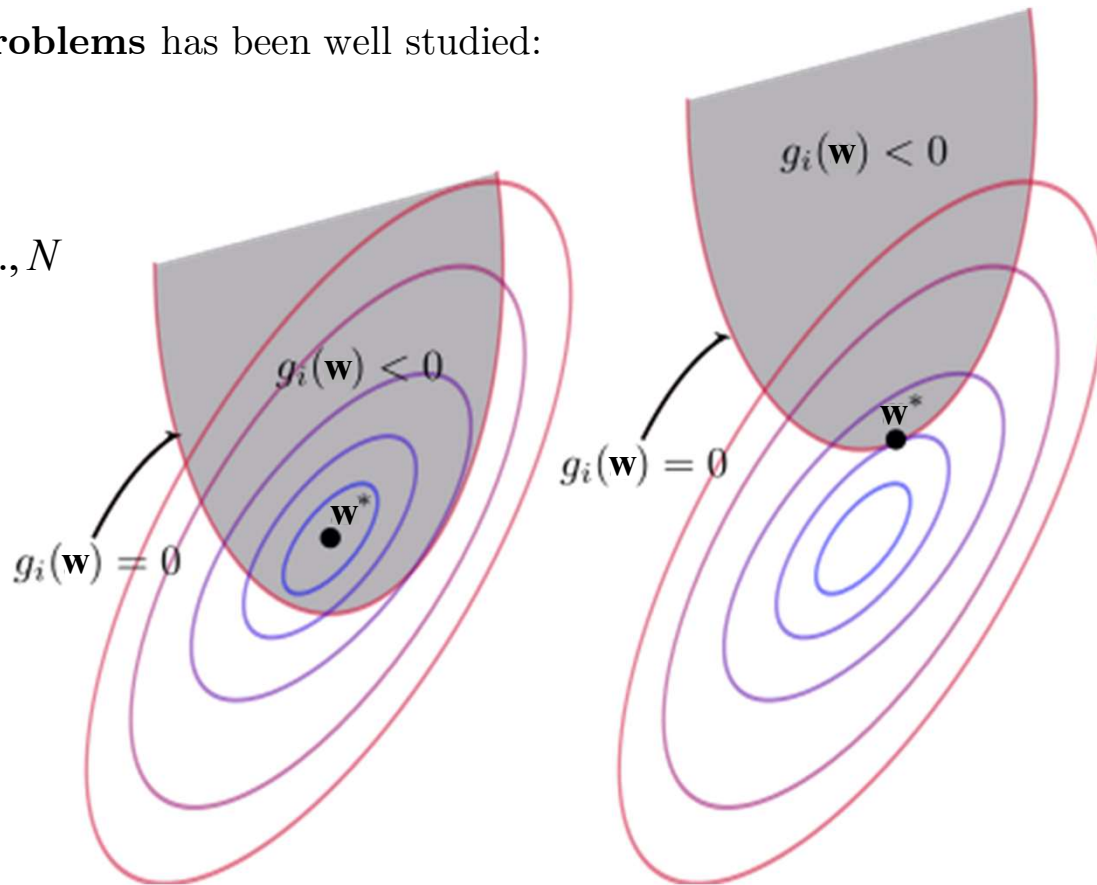 roblems has been well studied:
., N
g_i(w) < 0
g_i(w) < 0
g_i(w) = 0
w*
g_i(w) = 0
w*